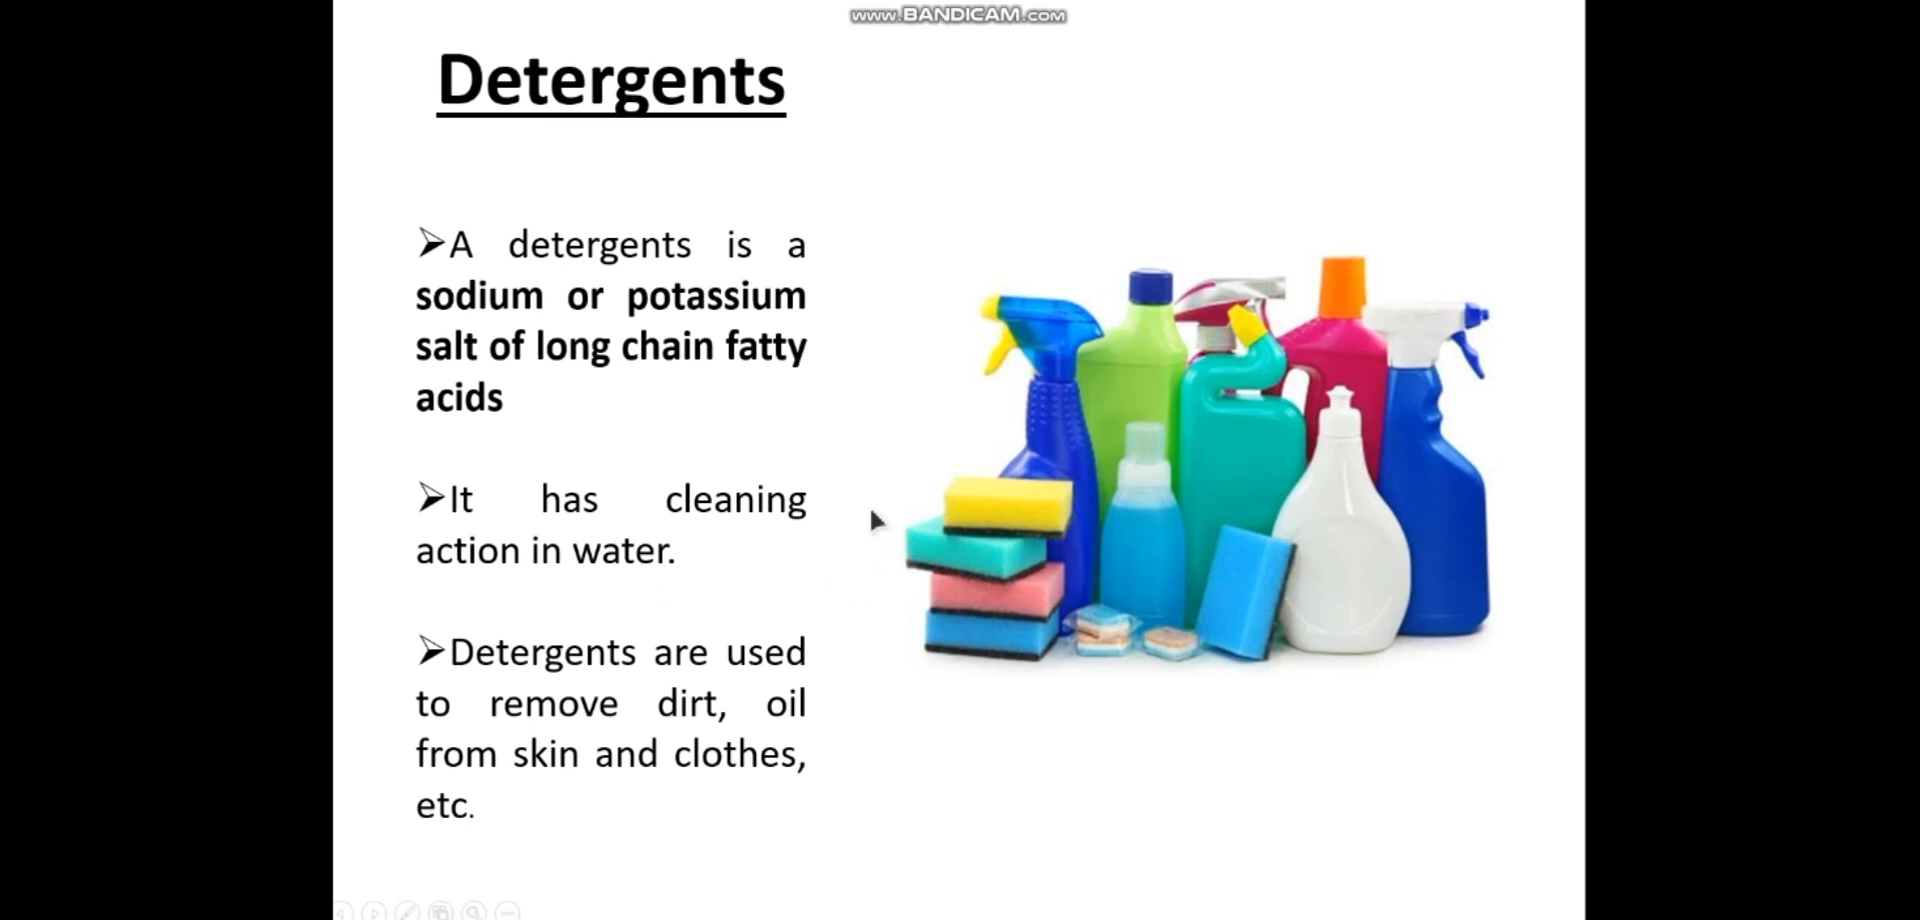 www.BANDICAM.com
Detergents
➢A detergents is a
sodium or potassium
salt of long chain fatty
acids
➢It has cleaning
action in water.
➢Detergents are used
to remove dirt, oil
from skin and clothes,
etc.